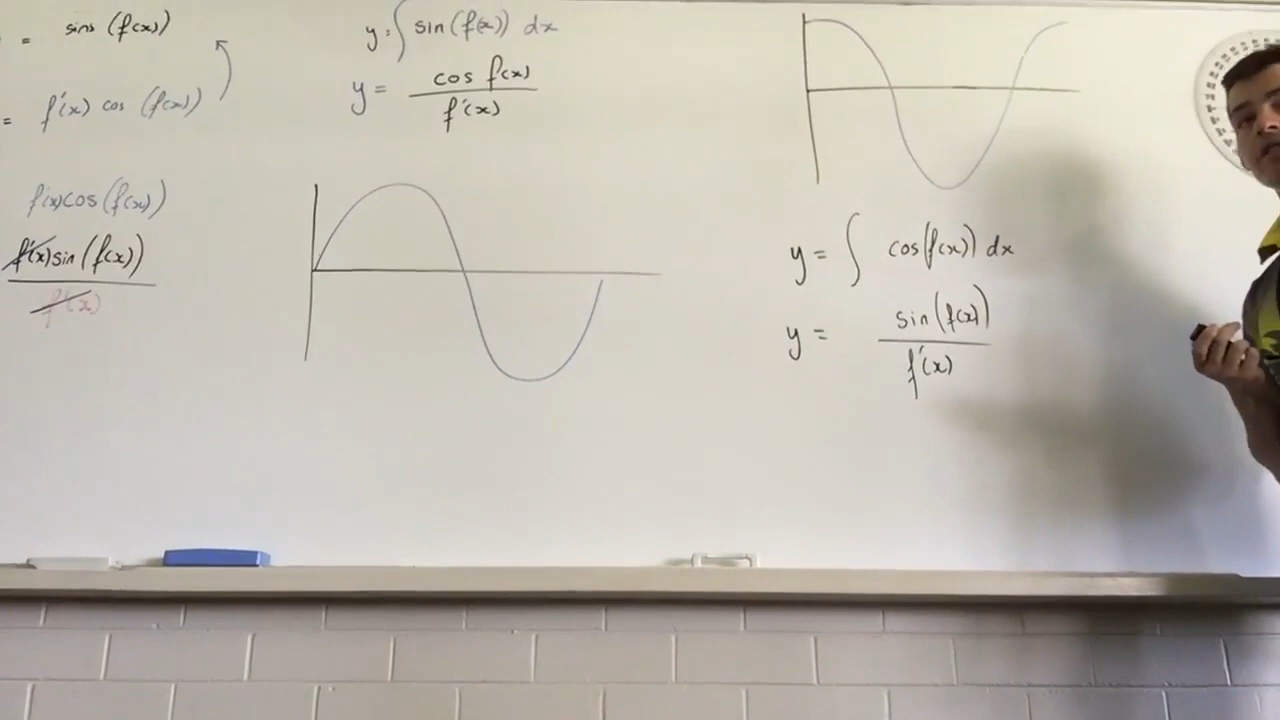 = sins (f(x))
= f'(x) cos (f(x))
f'(x)cos(f(x))
f'(x)sin(f(x))
f'(x)
y = ∫ sin(f(x)) dx
y = cos f(x)
f'(x)
y = ∫ cos(f(x)) dx
y = sin(f(x))
f'(x)